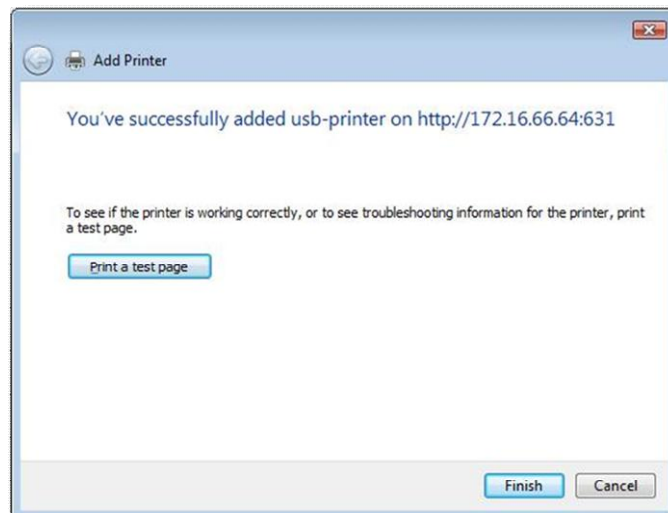 Add Printer
You've successfully added usb-printer on http://172.16.66.64:631
To see if the printer is working correctly, or to see troubleshooting information for the printer, print
a test page.
Print a test page
Finish Cancel